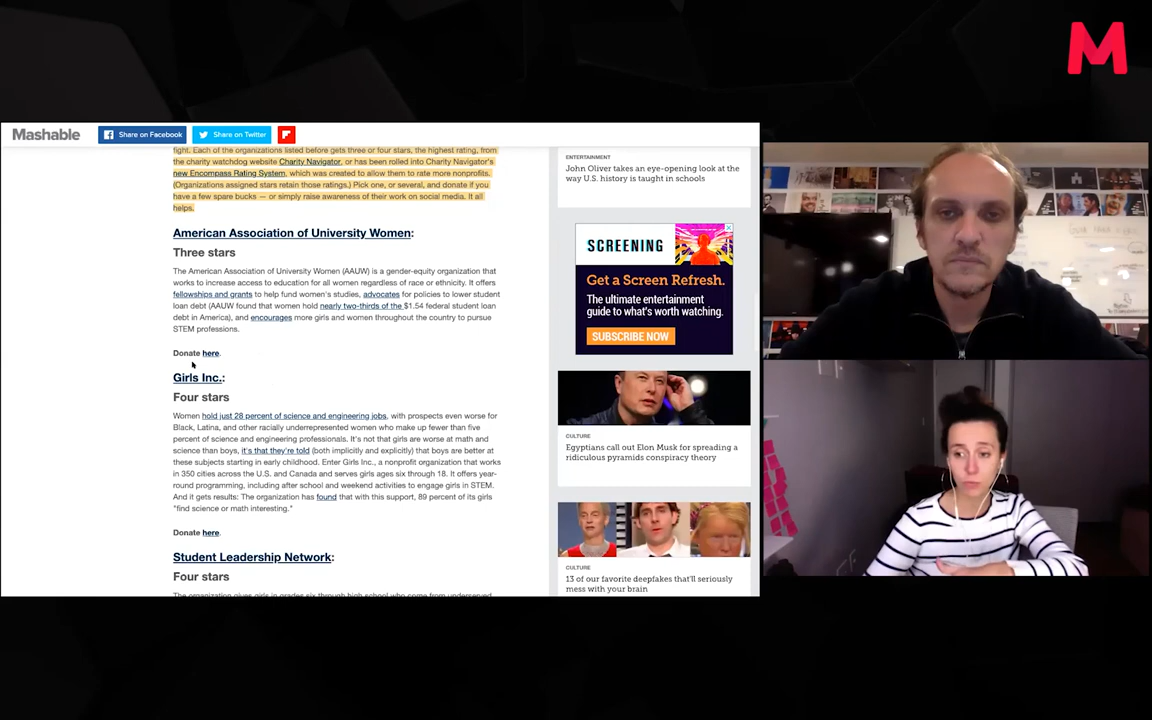 M
Mashable
Share on Facebook
Share on Twitter
fight. Each of the organizations listed before gets three or four stars, the highest rating, from
the charity watchdog website Charity Navigator, or has been rolled into Charity Navigator's
new Encompass Rating System, which was created to allow them to rate more nonprofits.
(Organizations assigned stars retain those ratings.) Pick one, or several, and donate if you
have a few spare bucks — or simply raise awareness of their work on social media. It all
helps.
American Association of University Women:
Three stars
The American Association of University Women (AAUW) is a gender-equity organization that
works to increase access to education for all women regardless of race or ethnicity. It offers
fellowships and grants to help fund women's studies, advocates for policies to lower student
loan debt (AAUW found that women hold nearly two-thirds of the $1.54 federal student loan
debt in America), and encourages more girls and women throughout the country to pursue
STEM professions.
Donate here.
Girls Inc.:
Four stars
Women hold just 28 percent of science and engineering jobs, with prospects even worse for
Black, Latina, and other racially underrepresented women who make up fewer than five
percent of science and engineering professionals. It's not that girls are worse at math and
science than boys, it's that they're told (both implicitly and explicitly) that boys are better at
these subjects starting in early childhood. Enter Girls Inc., a nonprofit organization that works
in 350 cities across the U.S. and Canada and serves girls ages six through 18. It offers year-
round programming, including after school and weekend activities to engage girls in STEM.
And it gets results: The organization has found that with this support, 89 percent of its girls
"find science or math interesting."
Donate here.
Student Leadership Network:
Four stars
The organization gives girls in grades six through high school who come from underserved
ENTERTAINMENT
John Oliver takes an eye-opening look at the
way U.S. history is taught in schools
SCREENING
Get a Screen Refresh.
The ultimate entertainment
guide to what's worth watching.
SUBSCRIBE NOW
CULTURE
Egyptians call out Elon Musk for spreading a
ridiculous pyramids conspiracy theory
CULTURE
13 of our favorite deepfakes that'll seriously
mess with your brain